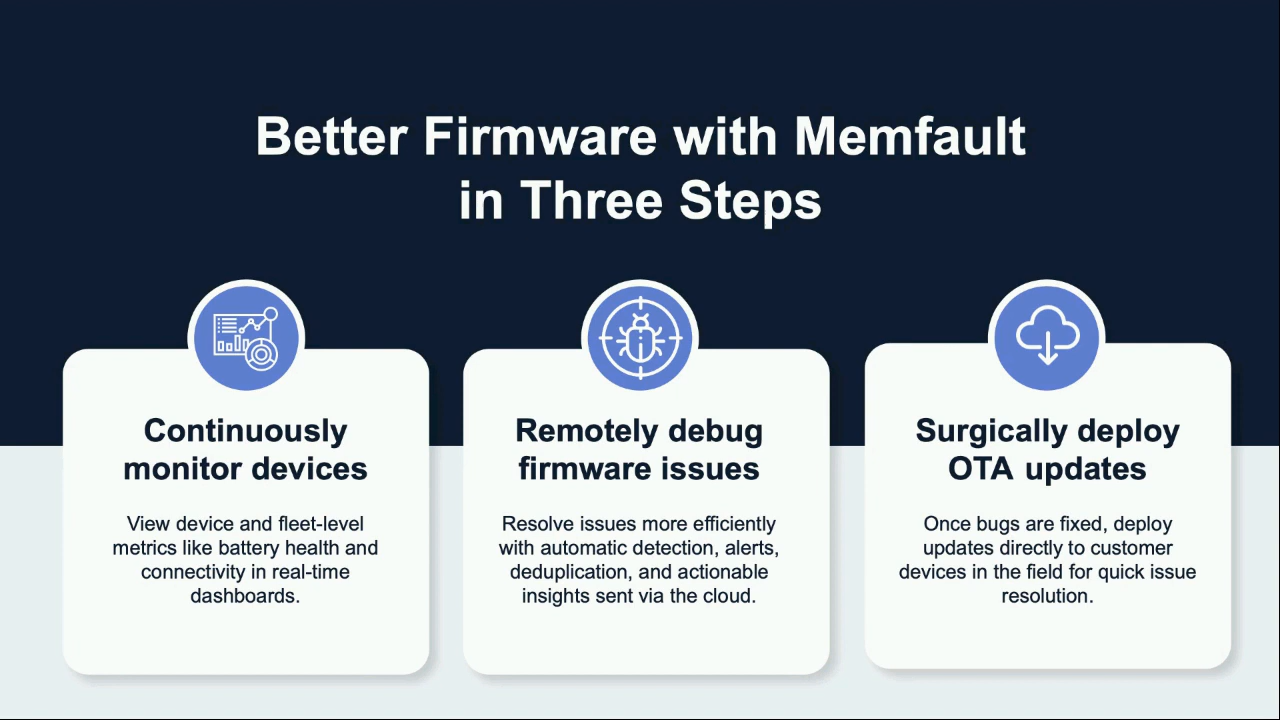 Better Firmware with Memfault
in Three Steps
Continuously
monitor devices
View device and fleet-level
metrics like battery health and
connectivity in real-time
dashboards.
Remotely debug
firmware issues
Resolve issues more efficiently
with automatic detection, alerts,
deduplication, and actionable
insights sent via the cloud.
Surgically deploy
OTA updates
Once bugs are fixed, deploy
updates directly to customer
devices in the field for quick issue
resolution.